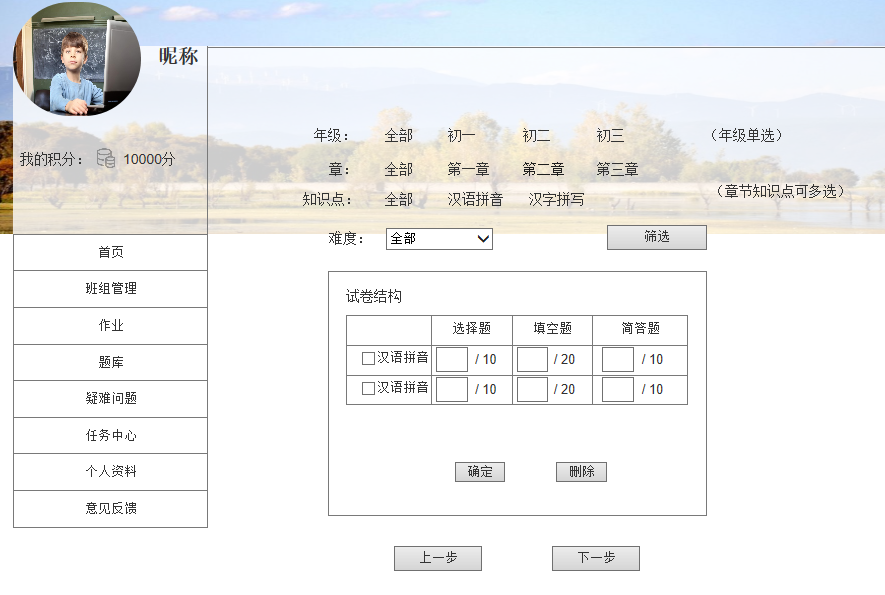 昵称
我的积分： 10000分
首页
班组管理
作业
题库
疑难问题
任务中心
个人资料
意见反馈
年级： 全部 初一 初二 初三 （年级单选）
章： 全部 第一章 第二章 第三章
（章节知识点可多选）
知识点： 全部 汉语拼音 汉字拼写
难度： 全部 筛选
试卷结构
选择题 填空题 简答题
汉语拼音 / 10 / 20 / 10
汉语拼音 / 10 / 20 / 10
确定 删除
上一步 下一步